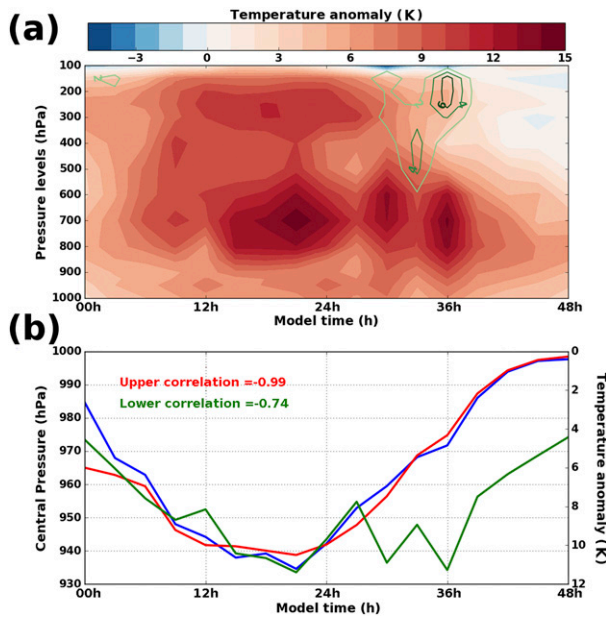 (a)
Temperature anomaly (K)
−3 0 3 6 9 12 15
Pressure levels (hPa)
100
200
300
400
500
600
700
800
900
1000
00h 12h 24h 36h 48h
Model time (h)
(b)
Central Pressure (hPa)
1000
990
980
970
960
950
940
930
Upper correlation =-0.99
Lower correlation =-0.74
0
2
4
6
8
10
12
Temperature anomaly (K)
00h 12h 24h 36h 48h
Model time (h)